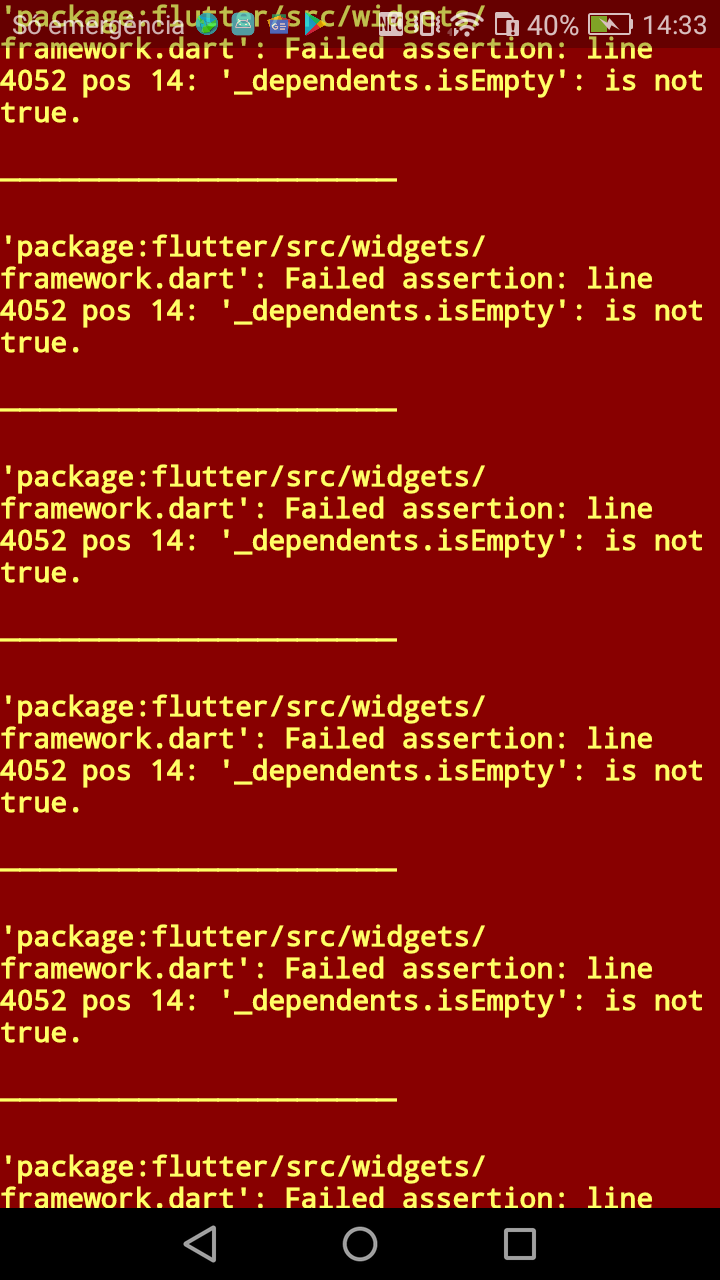 'package:flutter/src/widgets/
Só emergência 40% 14:33
framework.dart': Failed assertion: line
4052 pos 14: '_dependents.isEmpty': is not
true.
'package:flutter/src/widgets/
framework.dart': Failed assertion: line
4052 pos 14: '_dependents.isEmpty': is not
true.
'package:flutter/src/widgets/
framework.dart': Failed assertion: line
4052 pos 14: '_dependents.isEmpty': is not
true.
'package:flutter/src/widgets/
framework.dart': Failed assertion: line
4052 pos 14: '_dependents.isEmpty': is not
true.
'package:flutter/src/widgets/
framework.dart': Failed assertion: line
4052 pos 14: '_dependents.isEmpty': is not
true.
'package:flutter/src/widgets/
framework.dart': Failed assertion: line